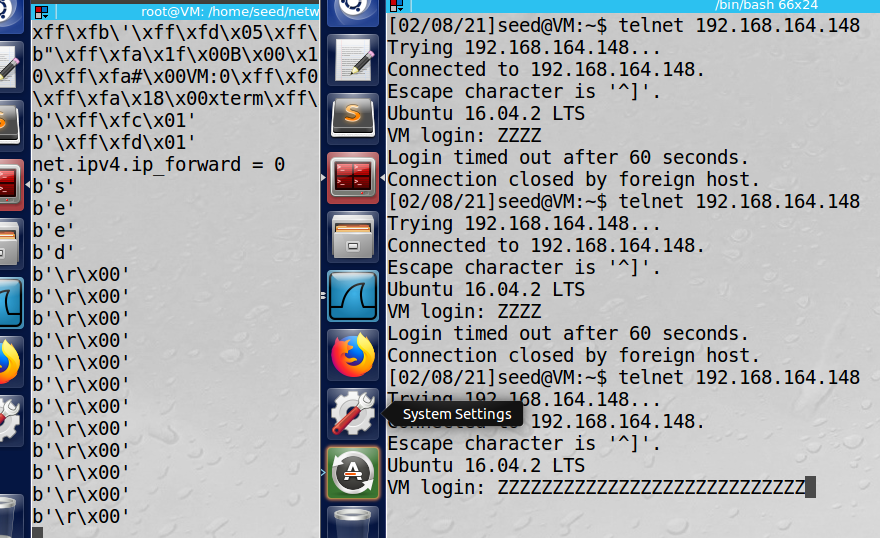 root@VM: /home/seed/netw
xff\xfb\'\xff\xfd\x05\xff\
b"\xff\xfa\x1f\x00B\x00\x1
0\xff\xfa#\x00VM:0\xff\xf0
\xff\xfa\x18\x00xterm\xff\
b'\xff\xfc\x01'
b'\xff\xfd\x01'
net.ipv4.ip_forward = 0
b's'
b'e'
b'e'
b'd'
b'\r\x00'
b'\r\x00'
b'\r\x00'
b'\r\x00'
b'\r\x00'
b'\r\x00'
b'\r\x00'
b'\r\x00'
b'\r\x00'
b'\r\x00'
b'\r\x00'
b'\r\x00'
/bin/bash 66x24
[02/08/21]seed@VM:~$ telnet 192.168.164.148
Trying 192.168.164.148...
Connected to 192.168.164.148.
Escape character is '^]'.
Ubuntu 16.04.2 LTS
VM login: ZZZZ
Login timed out after 60 seconds.
Connection closed by foreign host.
[02/08/21]seed@VM:~$ telnet 192.168.164.148
Trying 192.168.164.148...
Connected to 192.168.164.148.
Escape character is '^]'.
Ubuntu 16.04.2 LTS
VM login: ZZZZ
Login timed out after 60 seconds.
Connection closed by foreign host.
[02/08/21]seed@VM:~$ telnet 192.168.164.148
Trying 192.168.164.148...
System Settings
Connected to 192.168.164.148.
Escape character is '^]'.
Ubuntu 16.04.2 LTS
VM login: ZZZZZZZZZZZZZZZZZZZZZZZZZZZZ